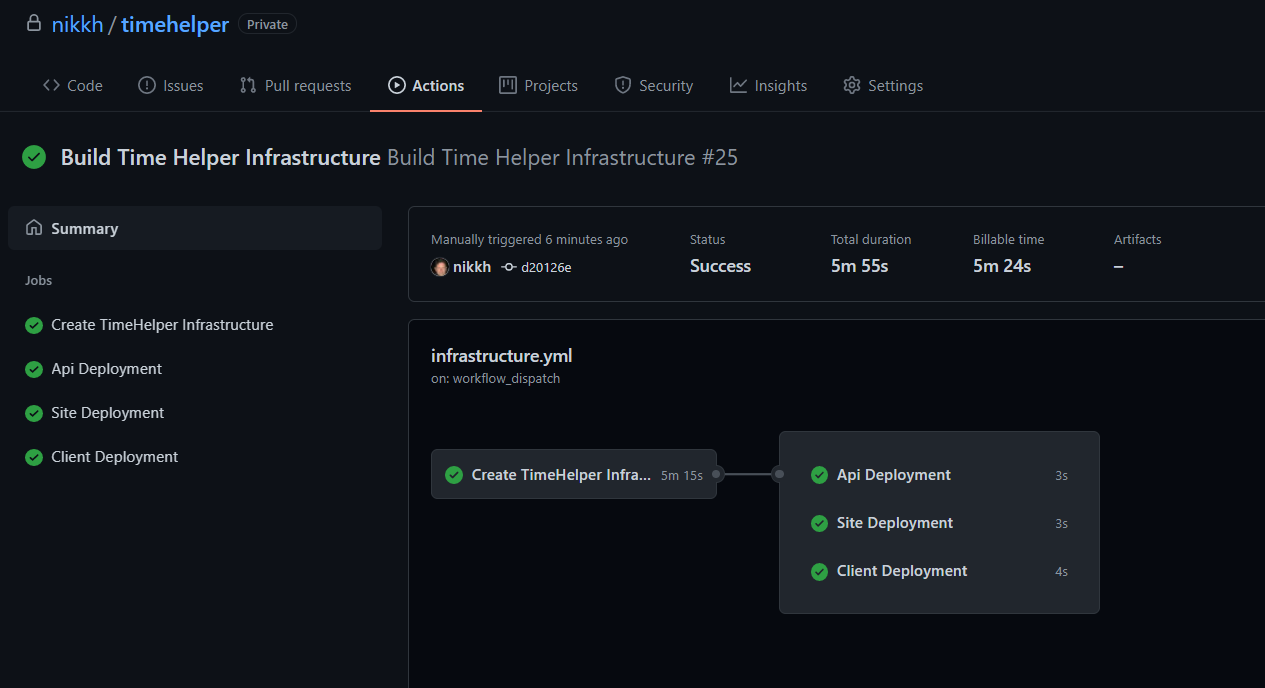 nikkh / timehelper Private
Code Issues Pull requests Actions Projects Security Insights Settings
Build Time Helper Infrastructure Build Time Helper Infrastructure #25
Summary
Jobs
Create TimeHelper Infrastructure
Api Deployment
Site Deployment
Client Deployment
Manually triggered 6 minutes ago
nikkh d20126e
Status
Success
Total duration
5m 55s
Billable time
5m 24s
Artifacts
–
infrastructure.yml
on: workflow_dispatch
Create TimeHelper Infra... 5m 15s
Api Deployment 3s
Site Deployment 3s
Client Deployment 4s